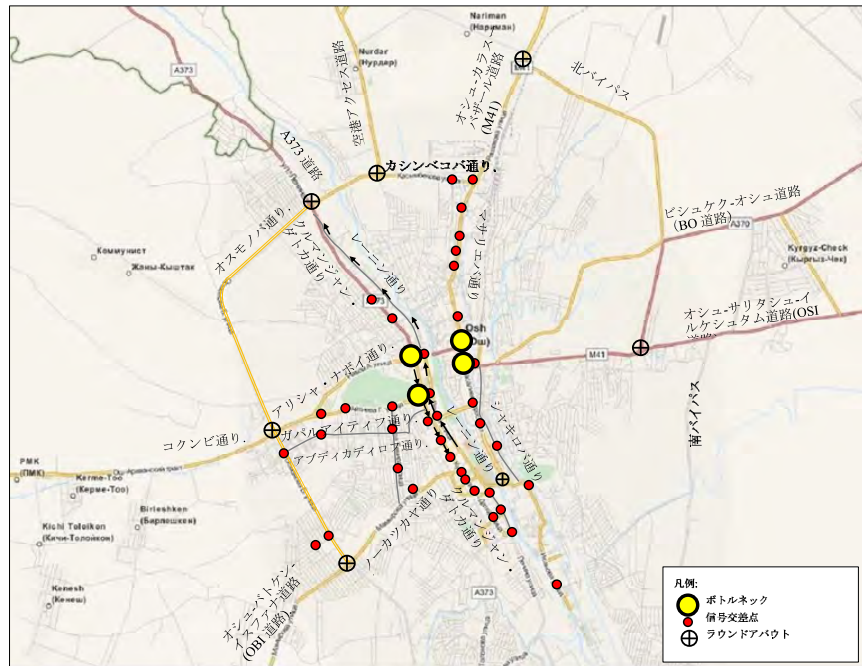 Nariman
(Нариман)
M41
Nurdar
(Нурдар)
A373
空港アクセス道路
オシュ-カラスー
バザール道路
(M41)
北バイパス
A373 道路
カシンベコバ通り.
ビシュケク-オシュ道路
(BO 道路)
A370
オスモノバ通り.
クルマンジャン・
ダトカ通り
レーニン通り
マサリエバ通り
Коммунист
Жаны-Кыштак
Kyrgyz-Check
(Кыргыз-Чек)
オシュ-サリタシュ-イ
ルケシュタム道路(OSI
道路)
A373
Osh
(Ош)
M41
アリシャ・ナボイ通り.
南バイパス
コクンビ通り.
ガパルアイティフ通り.
アブディカディロフ通り.
レーニン通り
シャキロバ通り
PMK
(ПМК)
Ош-Араванский тракт
Kerme-Too
(Керме-Тоо)
Birleshken
(Бирлешкен)
Kichi Toloikon
(Кичи-Толойкон)
ノーカツカヤ通り
クルマンジャン・
ダトカ通り
Kenesh
(Кенеш)
オシュ-バトケン-
イスファナ道路
(OBI 道路)
A373
凡例:
ボトルネック
信号交差点
ラウンドアバウト